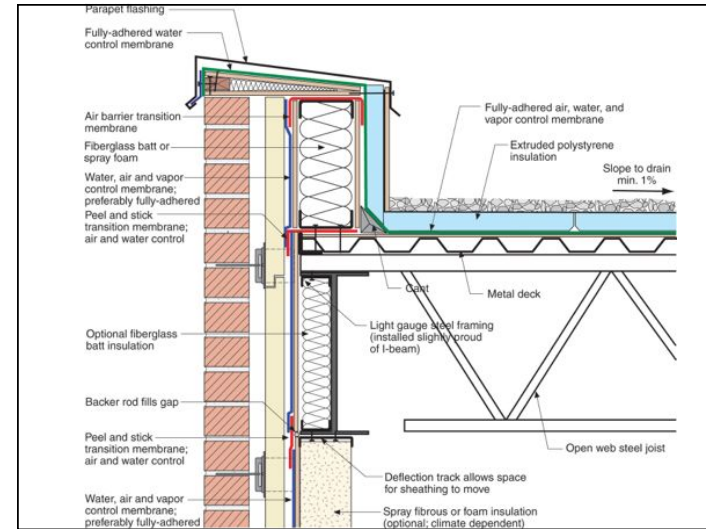 Parapet flashing
Fully-adhered water
control membrane
Air barrier transition
membrane
Fiberglass batt or
spray foam
Water, air and vapor
control membrane;
preferably fully-adhered
Peel and stick
transition membrane;
air and water control
Optional fiberglass
batt insulation
Backer rod fills gap
Peel and stick
transition membrane;
air and water control
Water, air and vapor
control membrane;
preferably fully-adhered
Fully-adhered air, water, and
vapor control membrane
Extruded polystyrene
insulation
Slope to drain
min. 1%
Cant
Metal deck
Light gauge steel framing
(installed slightly proud
of I-beam)
Open web steel joist
Deflection track allows space
for sheathing to move
Spray fibrous or foam insulation
(optional; climate dependent)